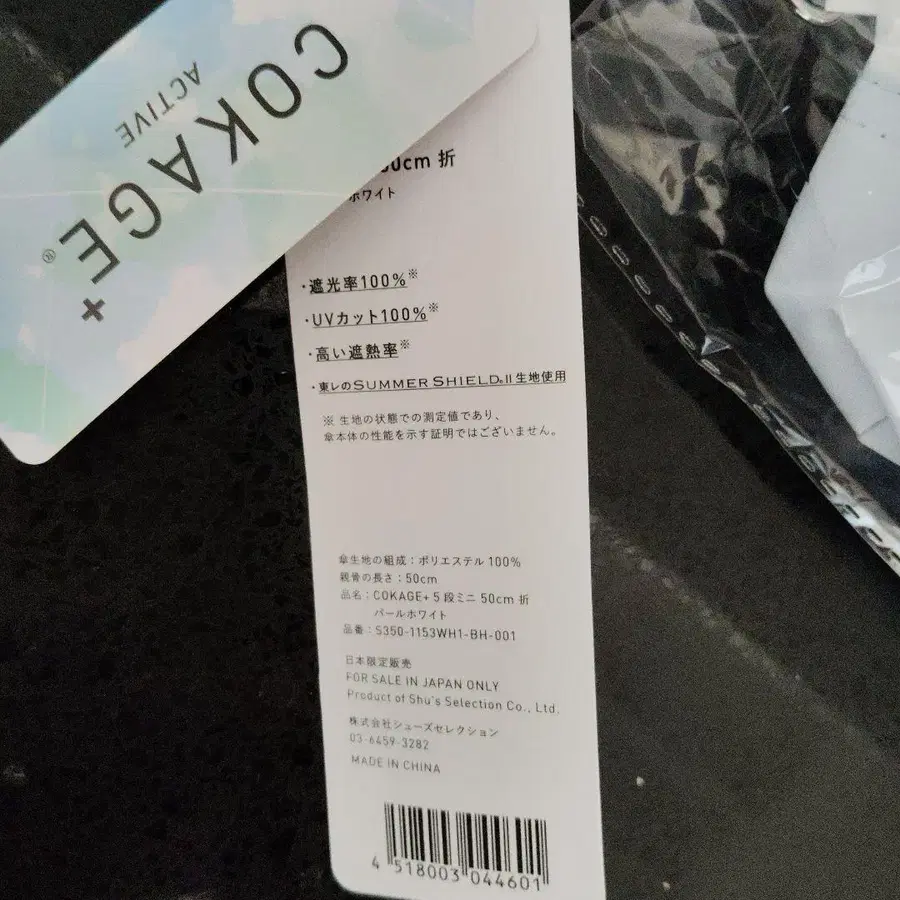 COKAGE+
®
ACTIVE
0cm 折
ホワイト
・遮光率100%※
・UVカット100%※
・高い遮熱率※
・東レのSUMMER SHIELD®II生地使用
※ 生地の状態での測定値であり、
傘本体の性能を示す証明ではございません。
傘生地の組成：ポリエステル 100%
親骨の長さ：50cm
品名：COKAGE+ 5 段ミニ 50cm 折
パールホワイト
品番：S350-1153WH1-BH-001
日本限定販売
FOR SALE IN JAPAN ONLY
Product of Shu's Selection Co., Ltd.
株式会社シューズセレクション
03-6459-3282
MADE IN CHINA
4 518003 044601